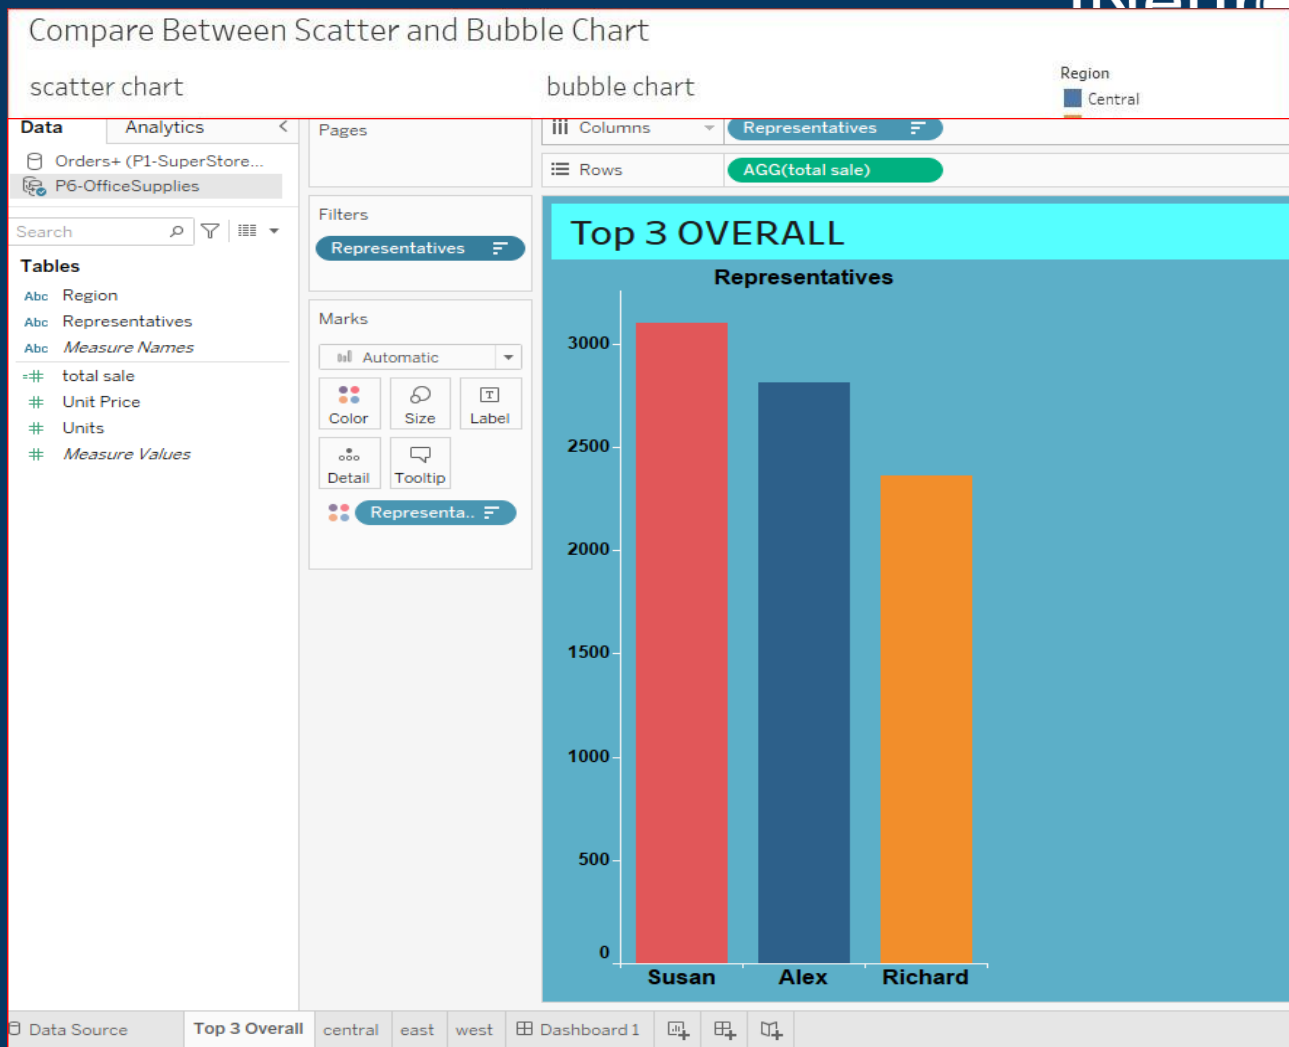 Compare Between Scatter and Bubble Chart
scatter chart
bubble chart
Region
Central
Data
Analytics
Orders+ (P1-SuperStore...
P6-OfficeSupplies
Search
Tables
Abc Region
Abc Representatives
Abc Measure Names
=# total sale
# Unit Price
# Units
# Measure Values
Pages
Filters
Representatives
Marks
Automatic
Color
Size
Label
Detail
Tooltip
Representa..
Columns
Representatives
Rows
AGG(total sale)
Top 3 OVERALL
Representatives
3000
2500
2000
1500
1000
500
0
Susan
Alex
Richard
Data Source
Top 3 Overall
central
east
west
Dashboard 1